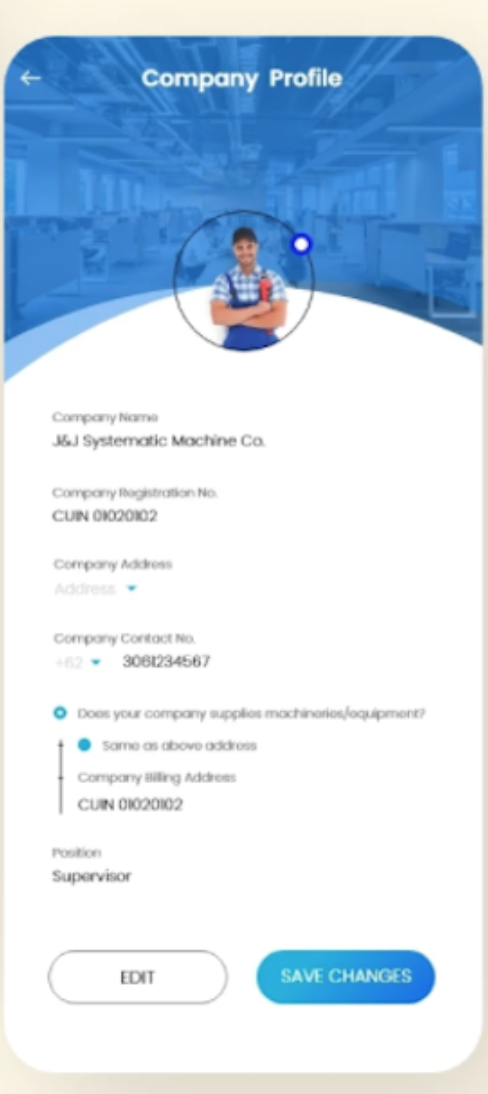 Company Profile
Company Name
J&J Systematic Machine Co.
Company Registration No.
CUIN 01020102
Company Address
Address
Company Contact No.
+62 3061234567
Does your company supplies machineries/equipment?
Same as above address
Company Billing Address
CUIN 01020102
Position
Supervisor
EDIT SAVE CHANGES